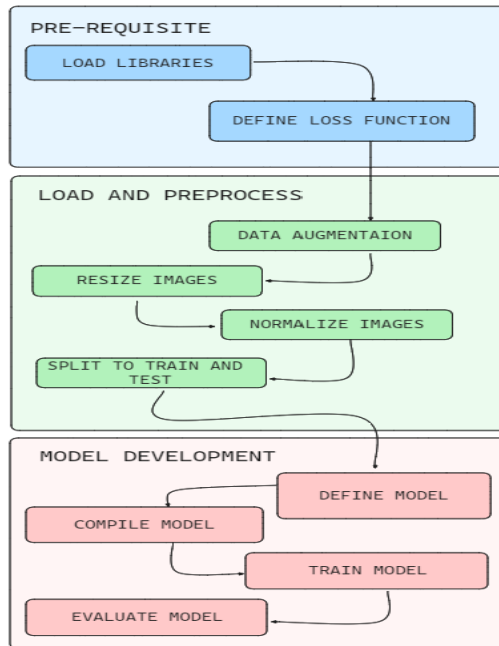 PRE-REQUISITE
LOAD LIBRARIES
DEFINE LOSS FUNCTION
LOAD AND PREPROCESS
DATA AUGMENTAION
RESIZE IMAGES
NORMALIZE IMAGES
SPLIT TO TRAIN AND
TEST
MODEL DEVELOPMENT
DEFINE MODEL
COMPILE MODEL
TRAIN MODEL
EVALUATE MODEL